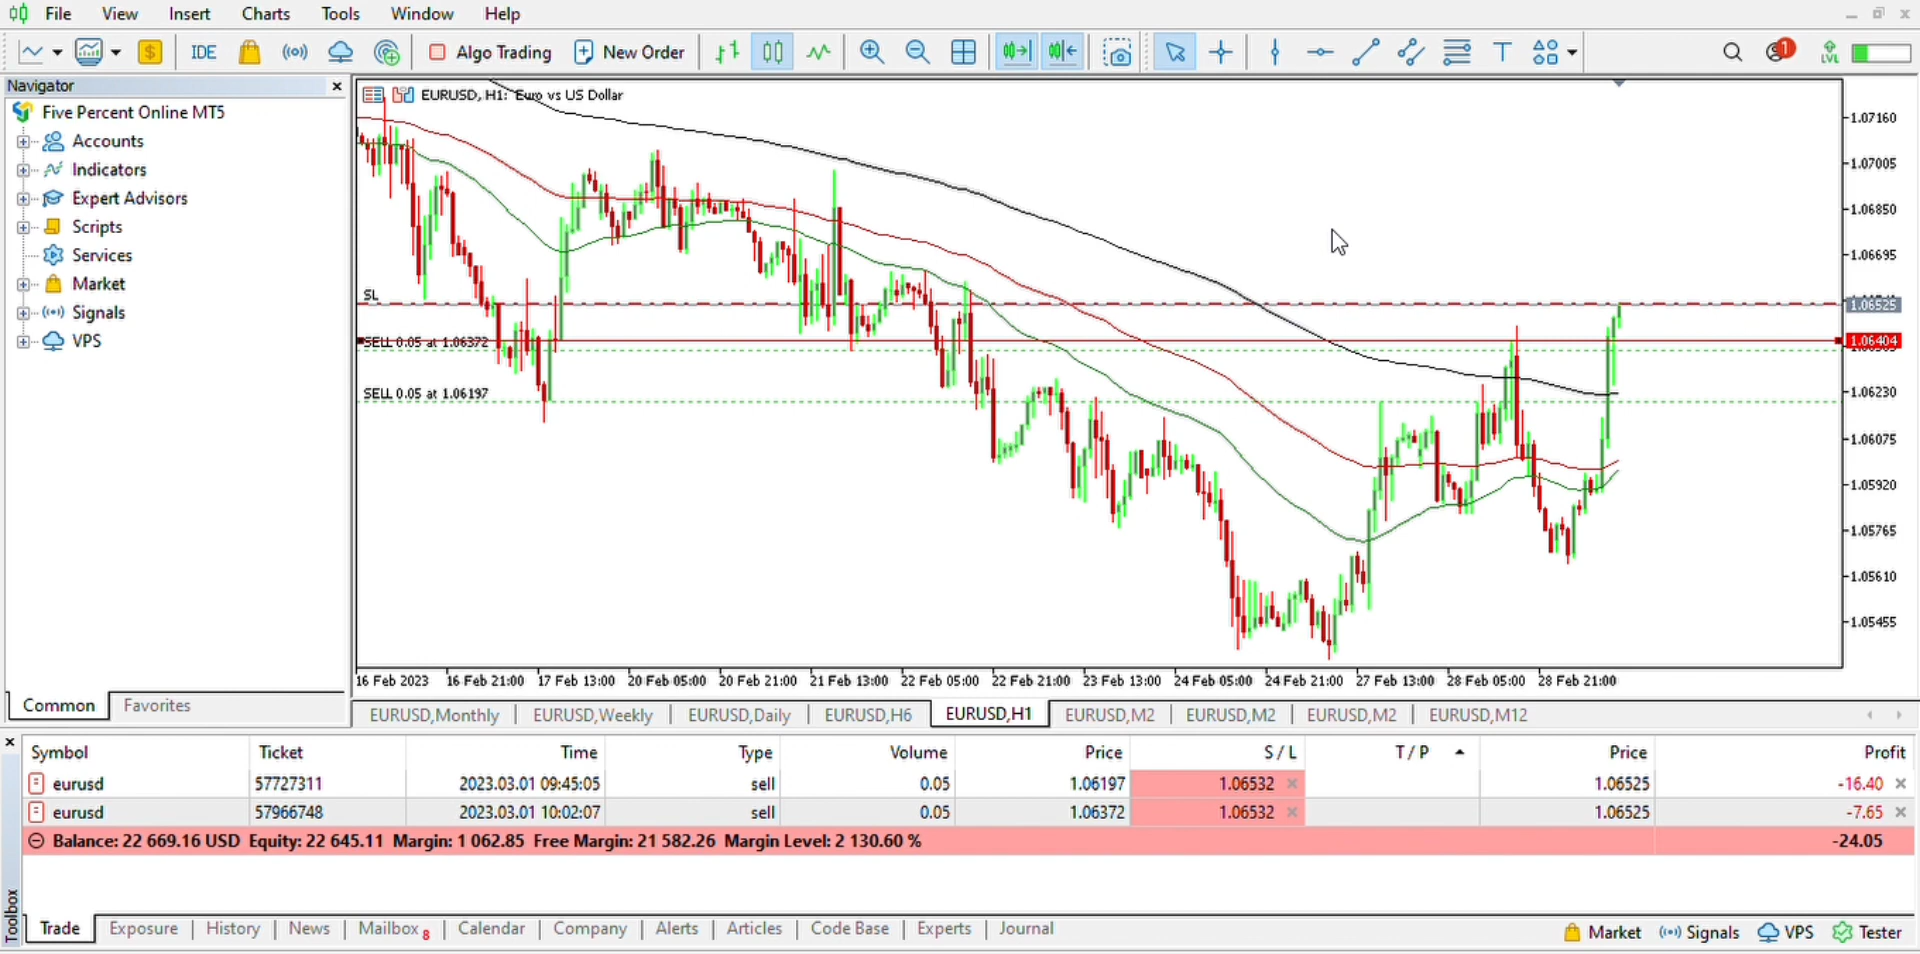 File View Insert Charts Tools Window Help
IDE Algo Trading New Order 1 LVL
Navigator
Five Percent Online MT5
Accounts
Indicators
Expert Advisors
Scripts
Services
Market
Signals
VPS
Common Favorites
EURUSD, H1: Euro vs US Dollar
SL
SELL 0.05 at 1.06372
SELL 0.05 at 1.06197
1.07160
1.07005
1.06850
1.06695
1.06525
1.06404
1.06230
1.06075
1.05920
1.05765
1.05610
1.05455
16 Feb 2023 16 Feb 21:00 17 Feb 13:00 20 Feb 05:00 20 Feb 21:00 21 Feb 13:00 22 Feb 05:00 22 Feb 21:00 23 Feb 13:00 24 Feb 05:00 24 Feb 21:00 27 Feb 13:00 28 Feb 05:00 28 Feb 21:00
EURUSD,Monthly EURUSD,Weekly EURUSD,Daily EURUSD,H6 EURUSD,H1 EURUSD,M2 EURUSD,M2 EURUSD,M2 EURUSD,M12
Symbol Ticket Time Type Volume Price S / L T / P Price Profit
eurusd 57727311 2023.03.01 09:45:05 sell 0.05 1.06197 1.06532 1.06525 -16.40
eurusd 57966748 2023.03.01 10:02:07 sell 0.05 1.06372 1.06532 1.06525 -7.65
Balance: 22 669.16 USD Equity: 22 645.11 Margin: 1 062.85 Free Margin: 21 582.26 Margin Level: 2 130.60 % -24.05
Toolbox
Trade Exposure History News Mailbox 8 Calendar Company Alerts Articles Code Base Experts Journal Market Signals VPS Tester